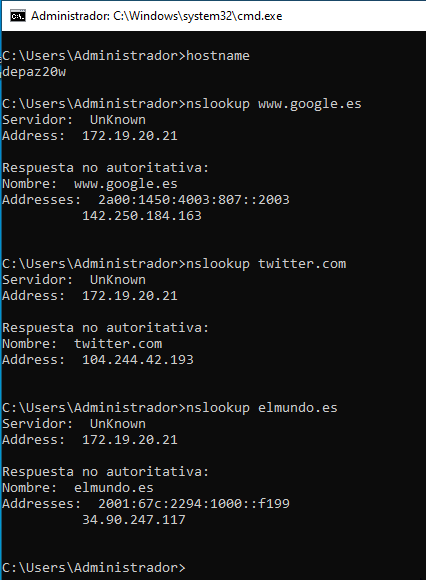 Administrador: C:\Windows\system32\cmd.exe
C:\Users\Administrador>hostname
depaz20w
C:\Users\Administrador>nslookup www.google.es
Servidor:  UnKnown
Address:  172.19.20.21
Respuesta no autoritativa:
Nombre:  www.google.es
Addresses:  2a00:1450:4003:807::2003
142.250.184.163
C:\Users\Administrador>nslookup twitter.com
Servidor:  UnKnown
Address:  172.19.20.21
Respuesta no autoritativa:
Nombre:  twitter.com
Address:  104.244.42.193
C:\Users\Administrador>nslookup elmundo.es
Servidor:  UnKnown
Address:  172.19.20.21
Respuesta no autoritativa:
Nombre:  elmundo.es
Addresses:  2001:67c:2294:1000::f199
34.90.247.117
C:\Users\Administrador>